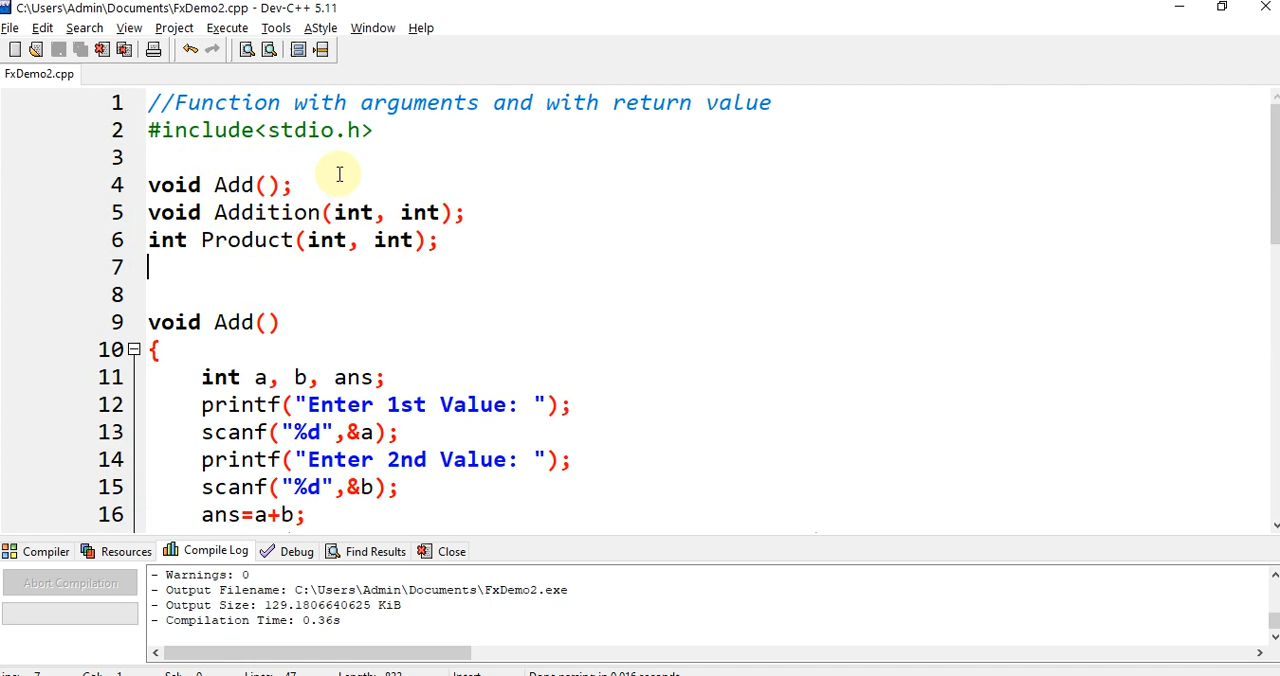 C:\Users\Admin\Documents\FxDemo2.cpp - Dev-C++ 5.11
File Edit Search View Project Execute Tools AStyle Window Help
FxDemo2.cpp
1 //Function with arguments and with return value
2 #include<stdio.h>
3
4 void Add();
5 void Addition(int, int);
6 int Product(int, int);
7
8
9 void Add()
10 {
11 int a, b, ans;
12 printf("Enter 1st Value: ");
13 scanf("%d",&a);
14 printf("Enter 2nd Value: ");
15 scanf("%d",&b);
16 ans=a+b;
Compiler Resources Compile Log Debug Find Results Close
Abort Compilation
- Warnings: 0
- Output Filename: C:\Users\Admin\Documents\FxDemo2.exe
- Output Size: 129.1806640625 KiB
- Compilation Time: 0.36s